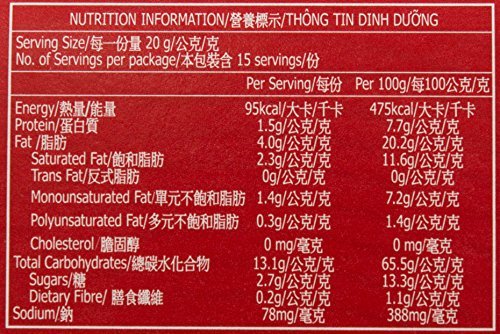 NUTRITION INFORMATION/營養標示/THÔNG TIN DINH DƯỠNG
Serving Size/每一份量 20 g/公克/克
No. of Servings per package/本包裝含 15 servings/份
Per Serving/每份 Per 100g/每100公克/克
Energy/熱量/能量 95kcal/大卡/千卡 475kcal/大卡/千卡
Protein/蛋白質 1.5g/公克/克 7.7g/公克/克
Fat /脂肪 4.0g/公克/克 20.2g/公克/克
Saturated Fat/飽和脂肪 2.3g/公克/克 11.6g/公克/克
Trans Fat/反式脂肪 0g/公克/克 0g/公克/克
Monounsaturated Fat/單元不飽和脂肪 1.4g/公克/克 7.2g/公克/克
Polyunsaturated Fat/多元不飽和脂肪 0.3g/公克/克 1.4g/公克/克
Cholesterol/膽固醇 0 mg/毫克 0 mg/毫克
Total Carbohydrates/總碳水化合物 13.1g/公克/克 65.5g/公克/克
Sugars/糖 2.7g/公克/克 13.3g/公克/克
Dietary Fibre/ 膳食纖維 0.2g/公克/克 1.1g/公克/克
Sodium/鈉 78mg/毫克 388mg/毫克